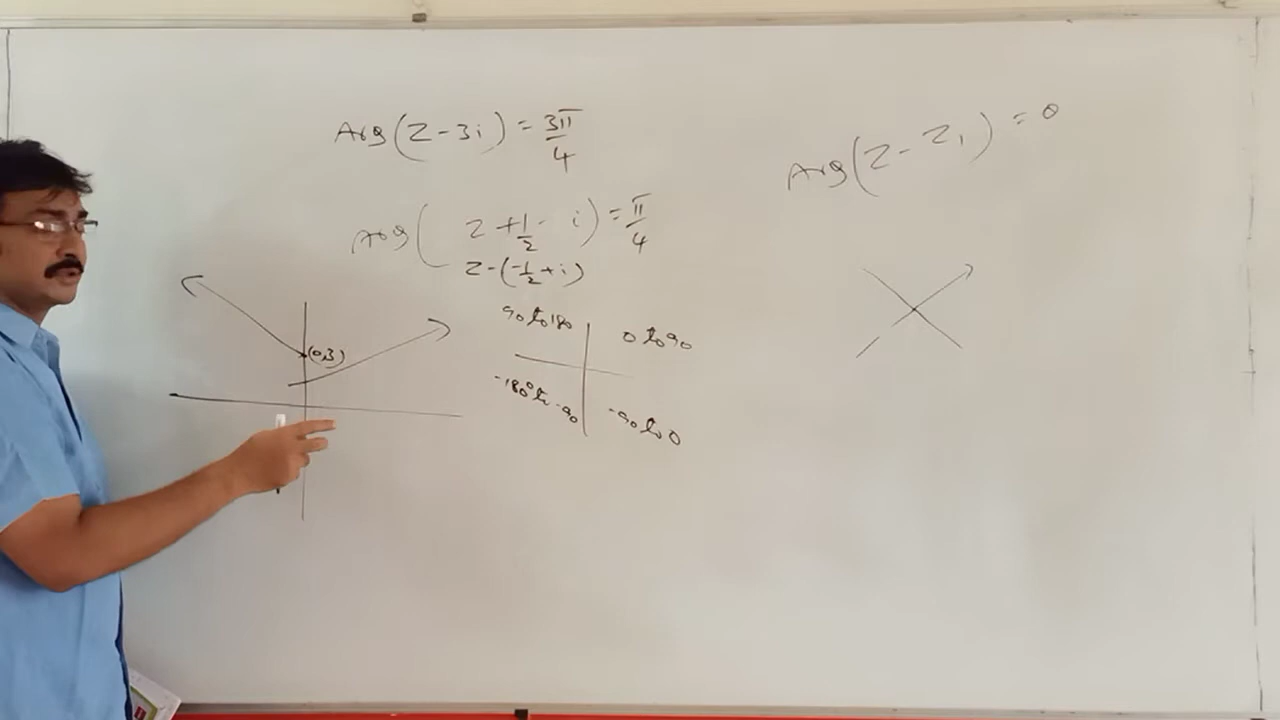 Arg(z-3i) = 3π/4
Arg(z-z₁) = θ
Arg(z+1/2-i) = π/4
z-(-1/2+i)
90 to 180
0 to 90
(0,3)
-180° to -90
-90 to 0